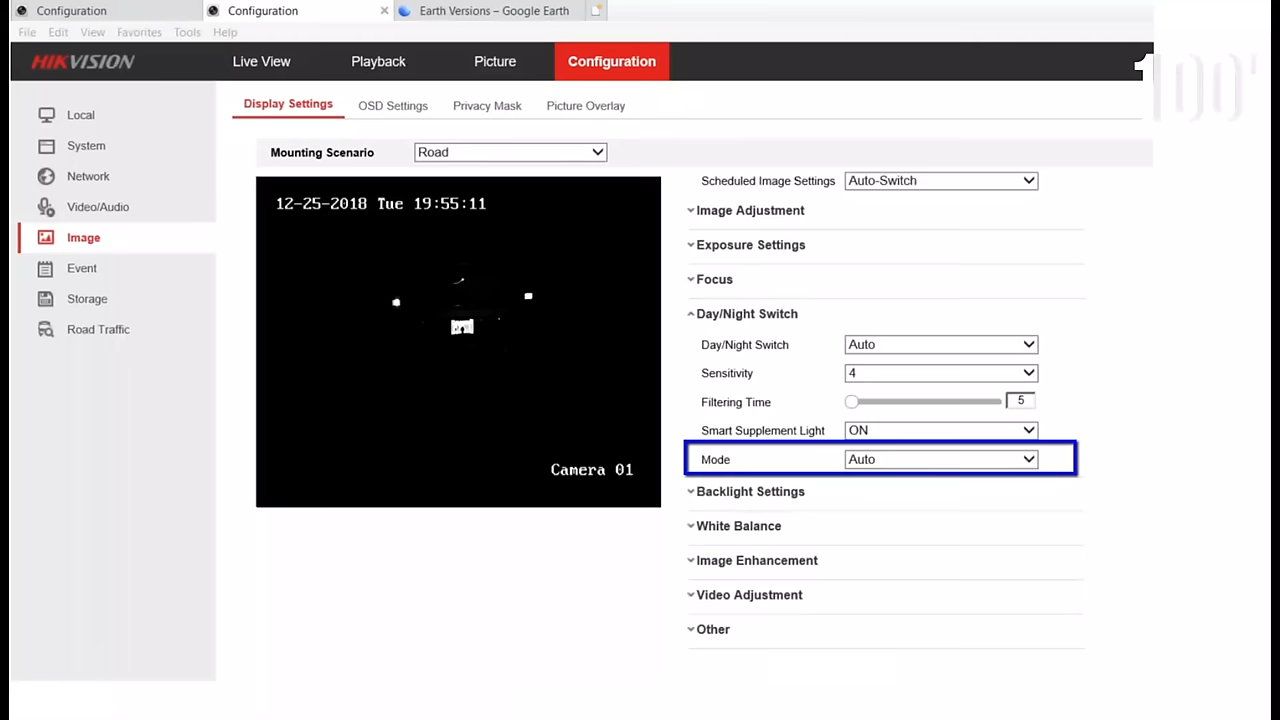 Configuration
Configuration
Earth Versions – Google Earth
File Edit View Favorites Tools Help
HIKVISION
Live View
Playback
Picture
Configuration
100'
Local
System
Network
Video/Audio
Image
Event
Storage
Road Traffic
Display Settings
OSD Settings
Privacy Mask
Picture Overlay
Mounting Scenario Road
12-25-2018 Tue 19:55:11
Camera 01
Scheduled Image Settings Auto-Switch
Image Adjustment
Exposure Settings
Focus
Day/Night Switch
Day/Night Switch Auto
Sensitivity 4
Filtering Time 5
Smart Supplement Light ON
Mode Auto
Backlight Settings
White Balance
Image Enhancement
Video Adjustment
Other